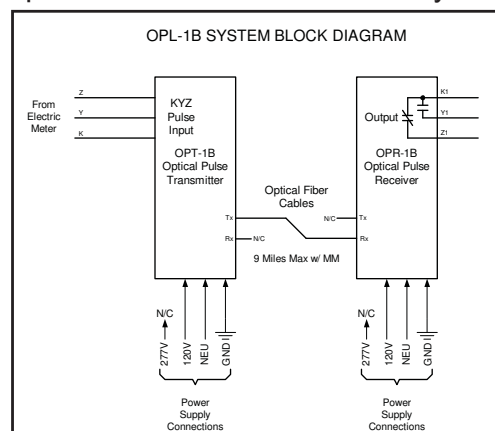 OPL-1B SYSTEM BLOCK DIAGRAM
From
Electric
Meter
Z
Y
K
KYZ
Pulse
Input
OPT-1B
Optical Pulse
Transmitter
Tx
Rx
N/C
Optical Fiber
Cables
9 Miles Max w/ MM
Output
K1
Y1
Z1
OPR-1B
Optical Pulse
Receiver
N/C
Tx
Rx
N/C
277V
120V
NEU
GND
Power
Supply
Connections
N/C
277V
120V
NEU
GND
Power
Supply
Connections